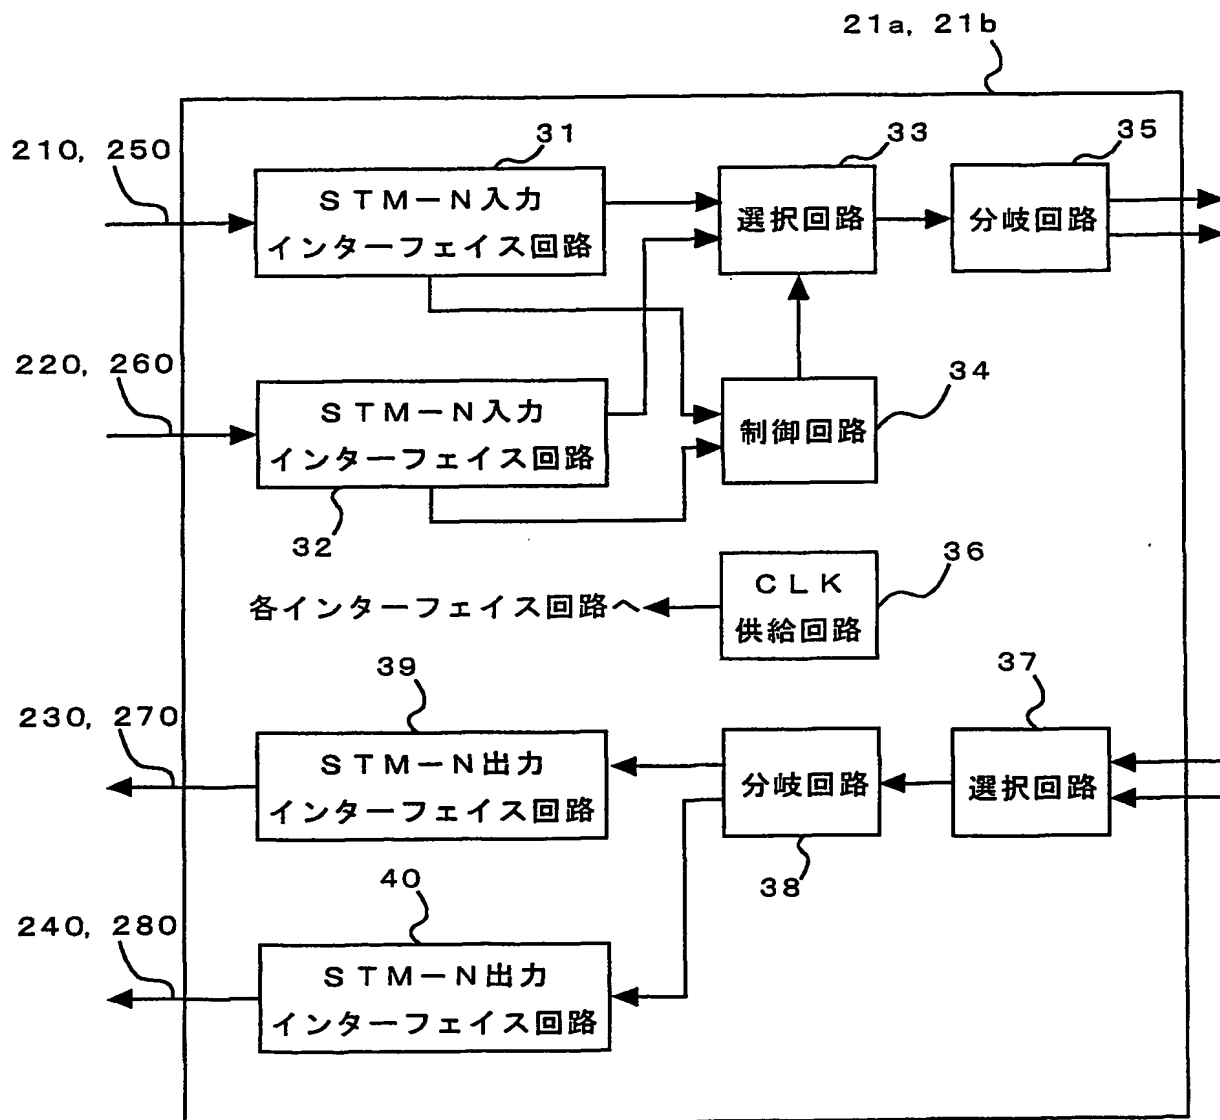 21a, 21b
31
33
35
210, 250
STM-N入力
インターフェイス回路
選択回路
分岐回路
220, 260
34
STM-N入力
インターフェイス回路
制御回路
32
36
CLK
供給回路
各インターフェイス回路へ
39
37
230, 270
STM-N出力
インターフェイス回路
分岐回路
選択回路
38
40
240, 280
STM-N出力
インターフェイス回路